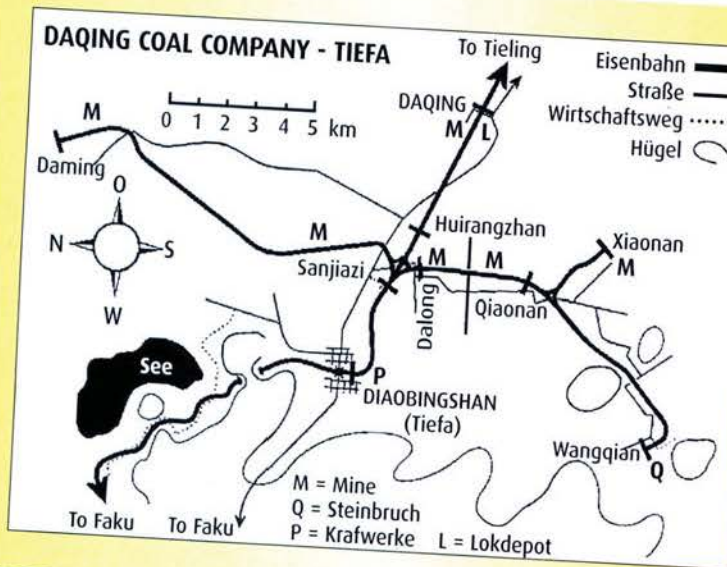 DAQING COAL COMPANY - TIEFA
To Tieling
Eisenbahn
Straße
Wirtschaftsweg
Hügel
DAQING
M L
M
0 1 2 3 4 5 km
Daming
O
N S
W
M
Huirangzhan
Xiaonan
M
Sanjiazi
M M
Dalong
Qiaonan
See
P
DIAOBINGSHAN
(Tiefa)
Wangqian
Q
M = Mine
Q = Steinbruch
P = Krafwerke L = Lokdepot
To Faku To Faku